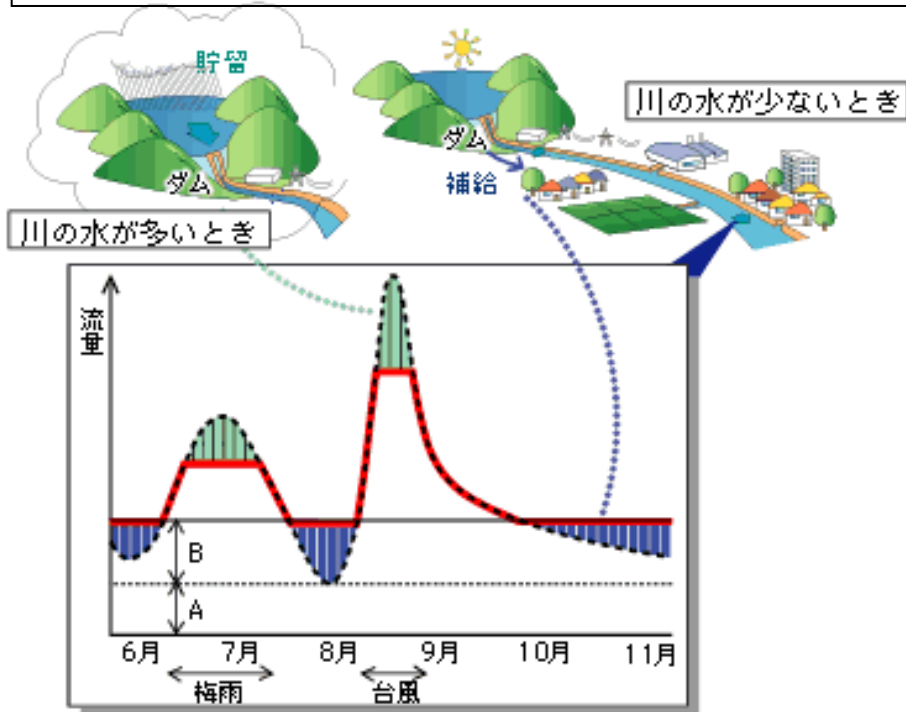 貯留
ダム
川の水が多いとき
ダム
補給
川の水が少ないとき
流量
B
A
6月 7月 8月 9月 10月 11月
梅雨 台風